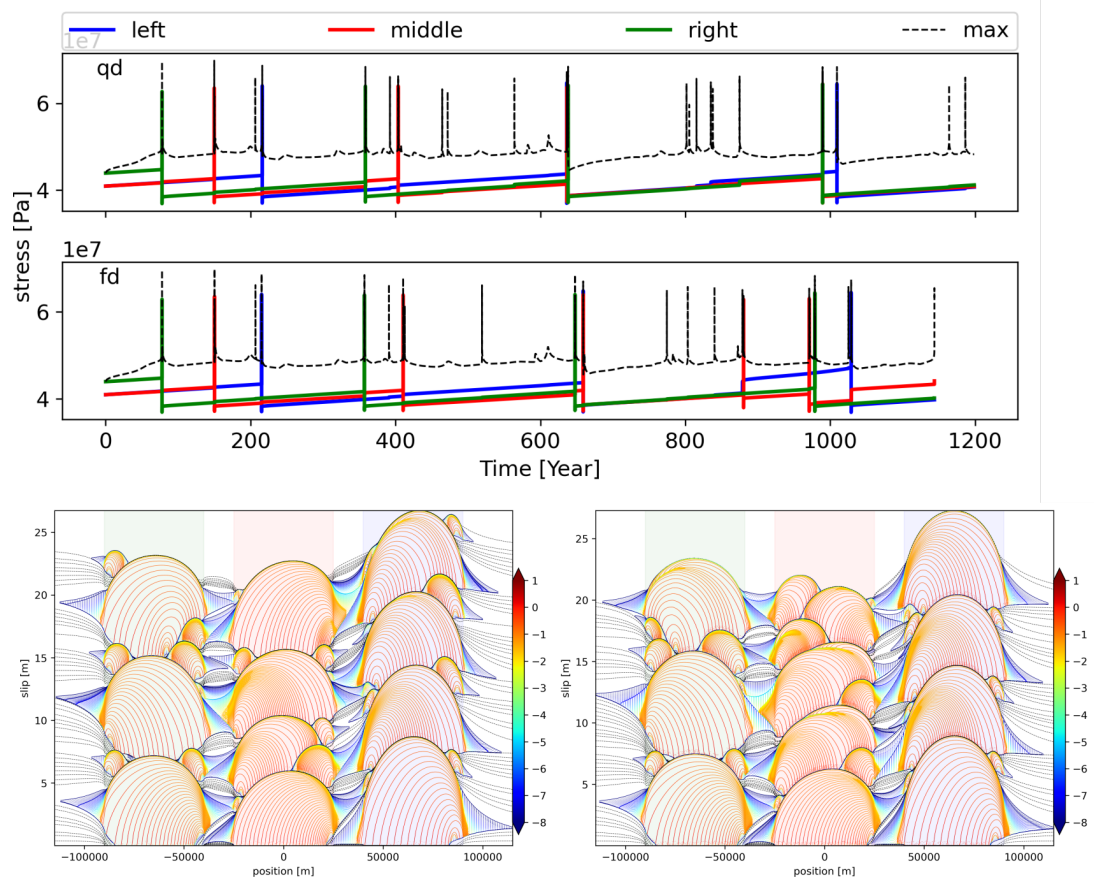 left middle right max
1e7
qd
6
4
stress [Pa]
1e7
fd
6
4
0 200 400 600 800 1000 1200
Time [Year]
25
20
15
10
5
slip [m]
−100000 −50000 0 50000 100000
position [m]
1
0
−1
−2
−3
−4
−5
−6
−7
−8
25
20
15
10
5
slip [m]
−100000 −50000 0 50000 100000
position [m]
1
0
−1
−2
−3
−4
−5
−6
−7
−8